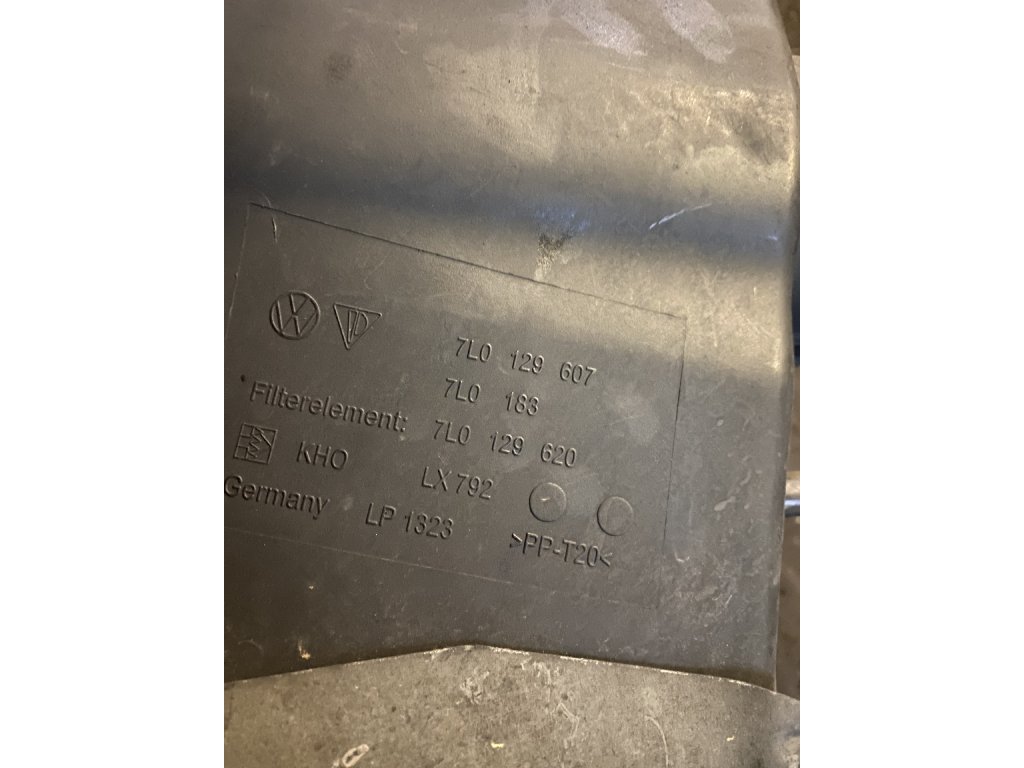 7L0 129 607
7L0 183
Filterelement: 7L0 129 620
KHO LX 792
Germany LP 1323
>PP-T20<